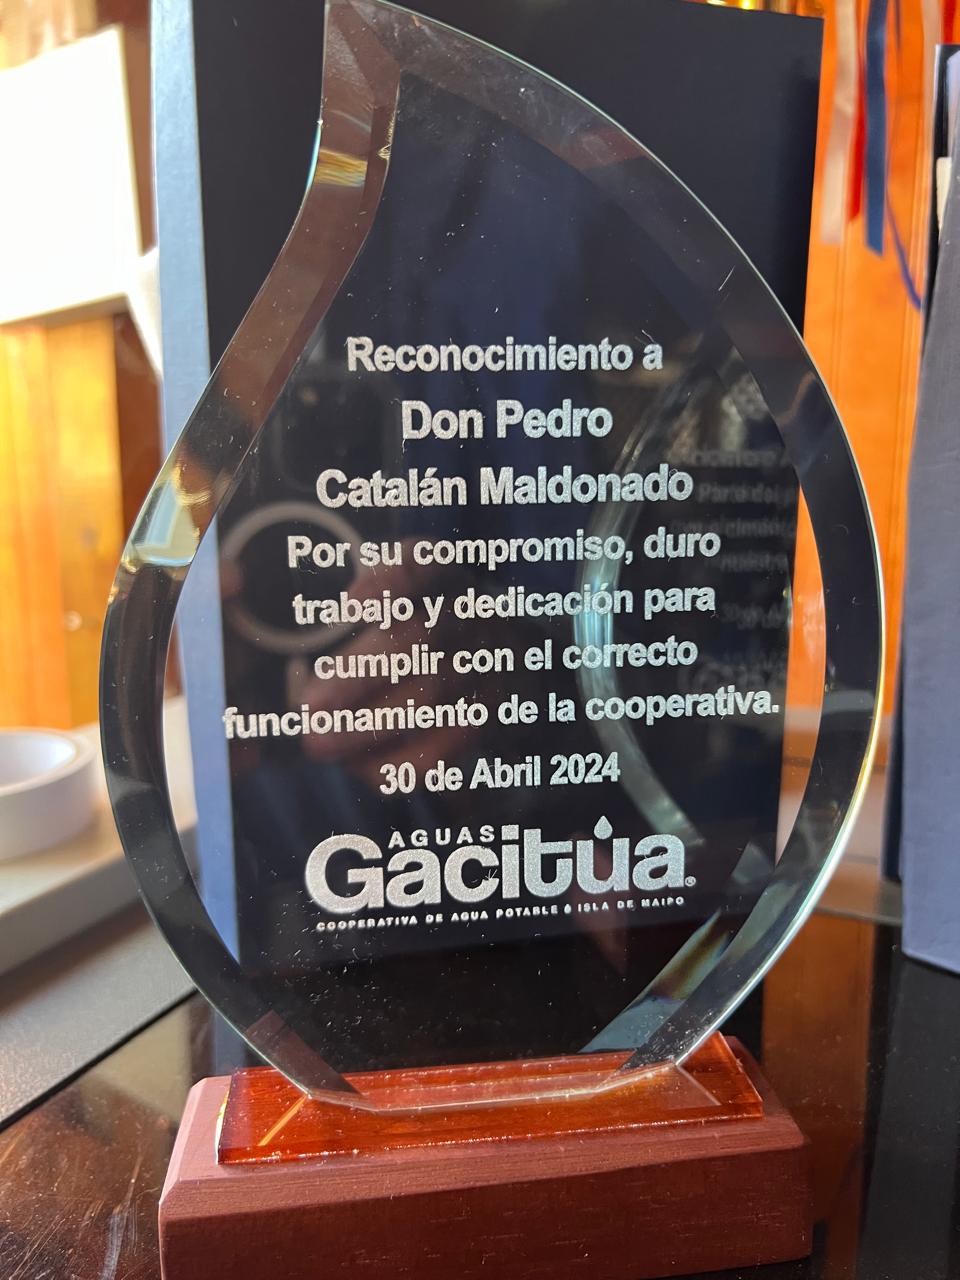 Reconocimiento a
Don Pedro
Catalán Maldonado
Por su compromiso, duro
trabajo y dedicación para
cumplir con el correcto
funcionamiento de la cooperativa.
30 de Abril 2024
AGUAS
Gacitúa®
COOPERATIVA DE AGUA POTABLE ISLA DE MAIPO